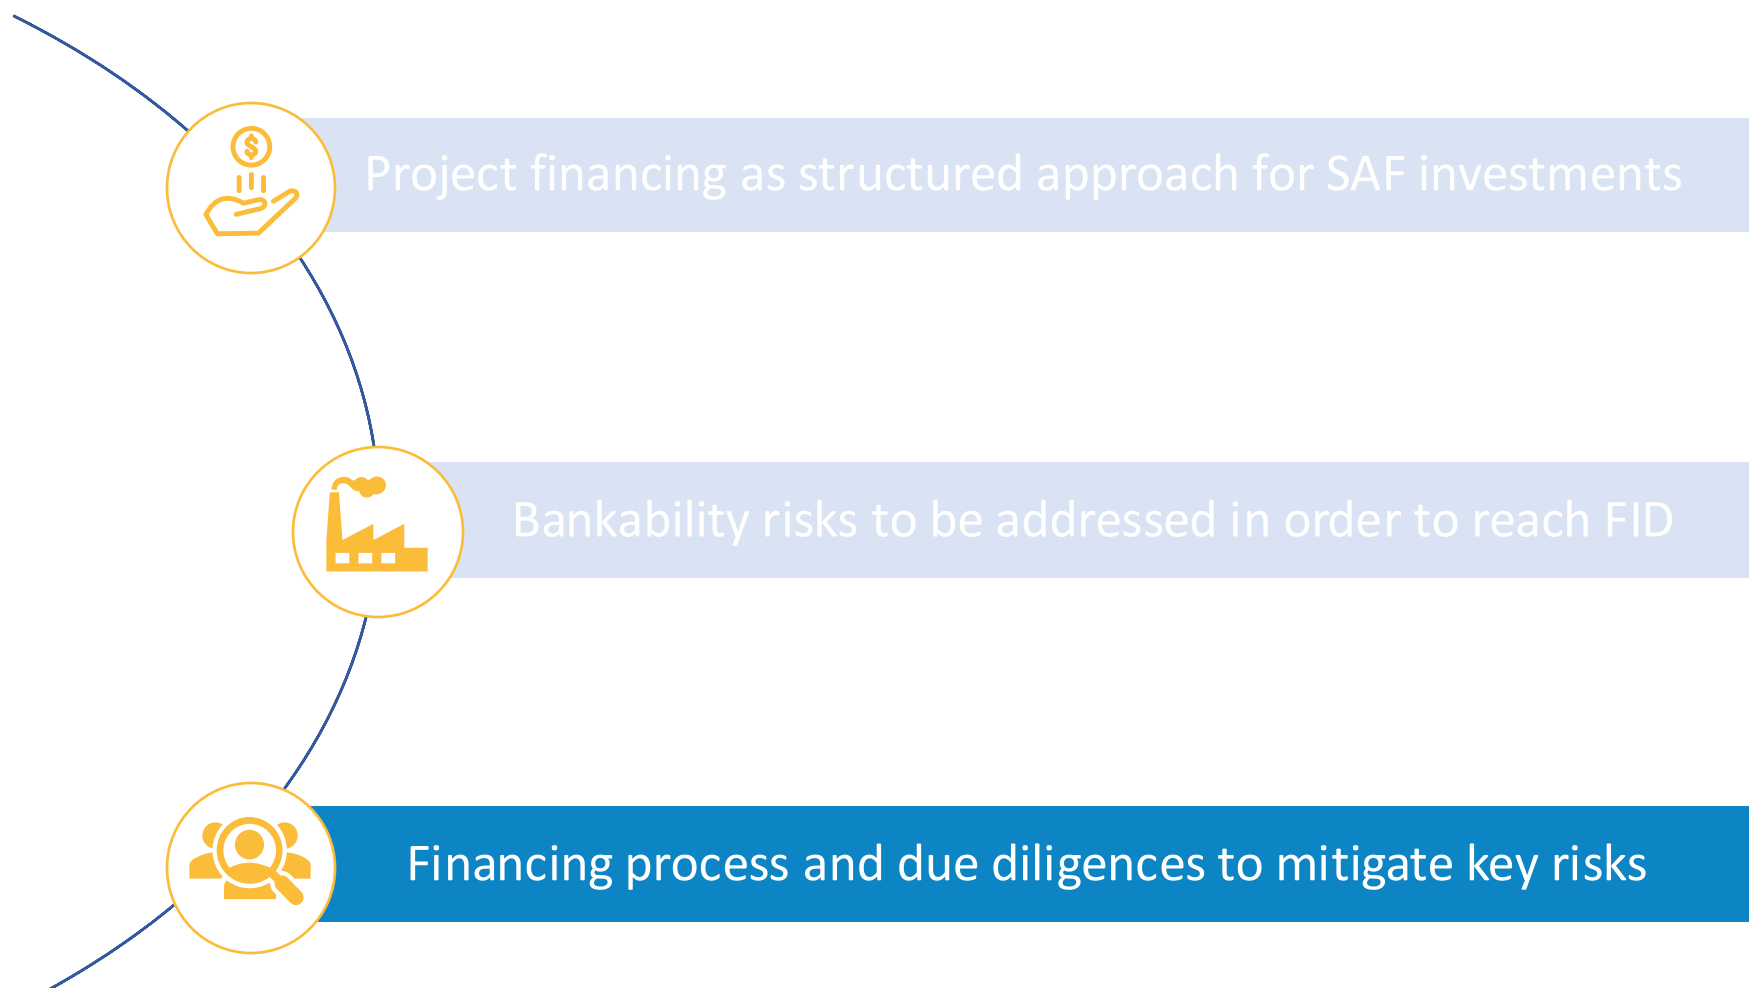 $
Project financing as structured approach for SAF investments
Bankability risks to be addressed in order to reach FID
Financing process and due diligences to mitigate key risks